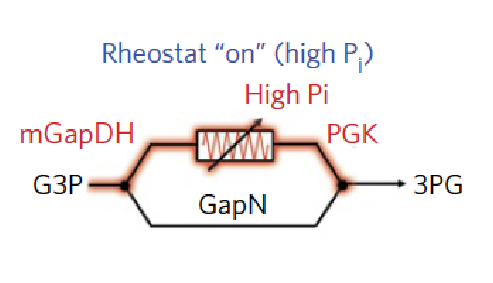 Rheostat “on” (high Pi)
High Pi
mGapDH
PGK
G3P
3PG
GapN